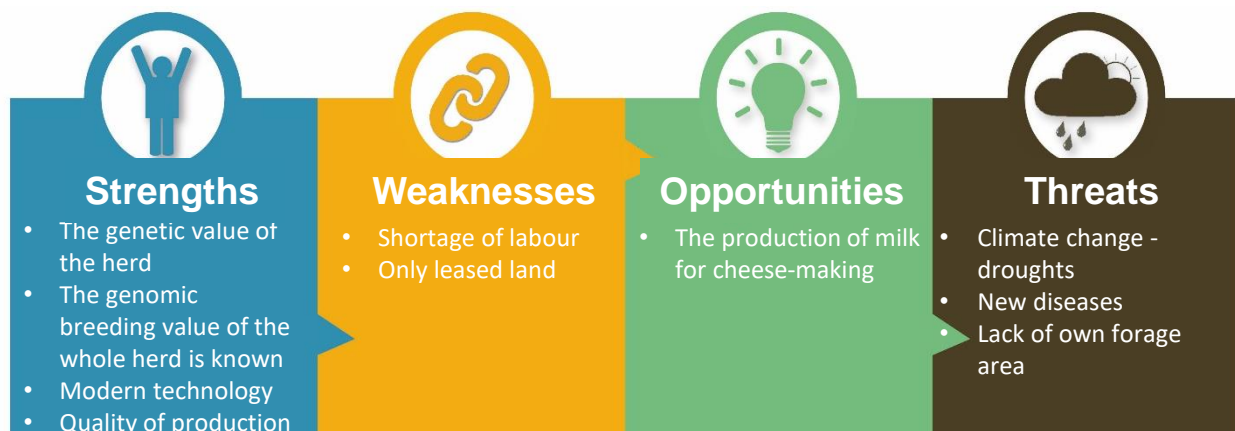 Strengths
• The genetic value of
the herd
• The genomic
breeding value of the
whole herd is known
• Modern technology
• Quality of production
Weaknesses
• Shortage of labour
• Only leased land
Opportunities
• The production of milk
for cheese-making
Threats
• Climate change -
droughts
• New diseases
• Lack of own forage
area